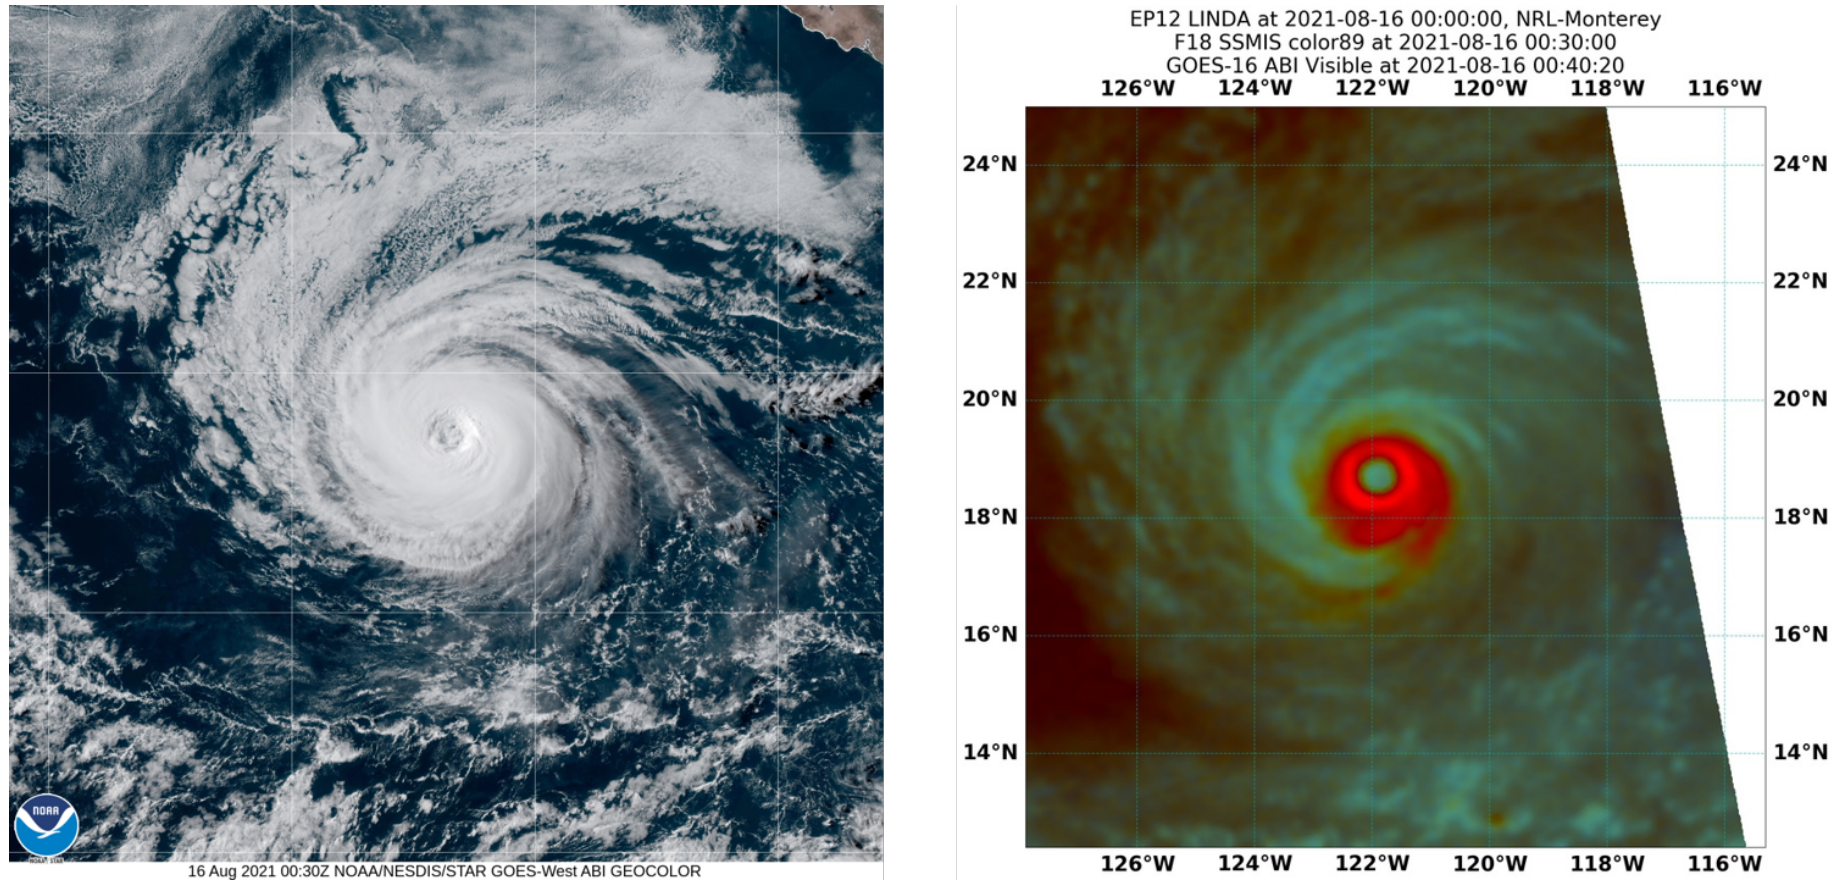 NOAA
16 Aug 2021 00:30Z NOAA/NESDIS/STAR GOES-West ABI GEOCOLOR
EP12 LINDA at 2021-08-16 00:00:00, NRL-Monterey
F18 SSMIS color89 at 2021-08-16 00:30:00
GOES-16 ABI Visible at 2021-08-16 00:40:20
126°W 124°W 122°W 120°W 118°W 116°W
24°N 24°N
22°N 22°N
20°N 20°N
18°N 18°N
16°N 16°N
14°N 14°N
126°W 124°W 122°W 120°W 118°W 116°W